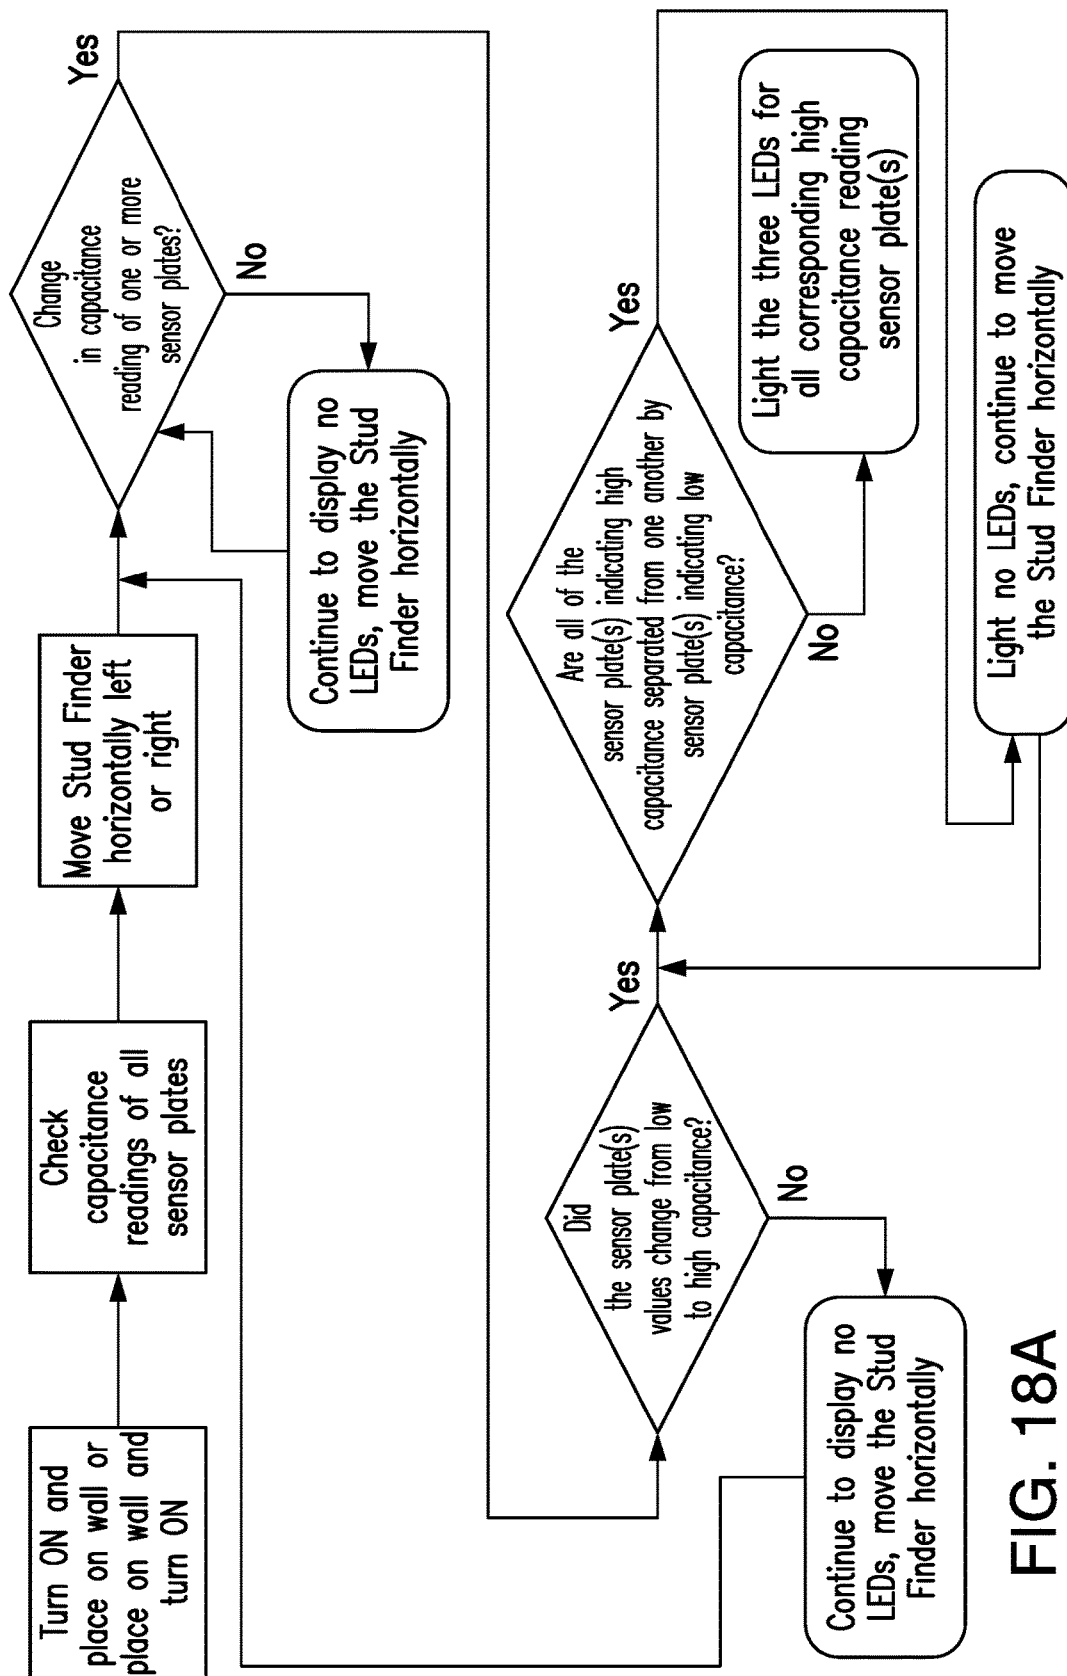 Turn ON and
place on wall or
place on wall and
turn ON
Check
capacitance
readings of all
sensor plates
Move Stud Finder
horizontally left
or right
Change
in capacitance
reading of one or more
sensor plates?
Yes
No
Continue to display no
LEDs, move the Stud
Finder horizontally
Did
the sensor plate(s)
values change from low
to high capacitance?
Yes
No
Continue to display no
LEDs, move the Stud
Finder horizontally
Are all of the
sensor plate(s) indicating high
capacitance separated from one another by
sensor plate(s) indicating low
capacitance?
Yes
No
Light the three LEDs for
all corresponding high
capacitance reading
sensor plate(s)
Light no LEDs, continue to move
the Stud Finder horizontally
FIG. 18A